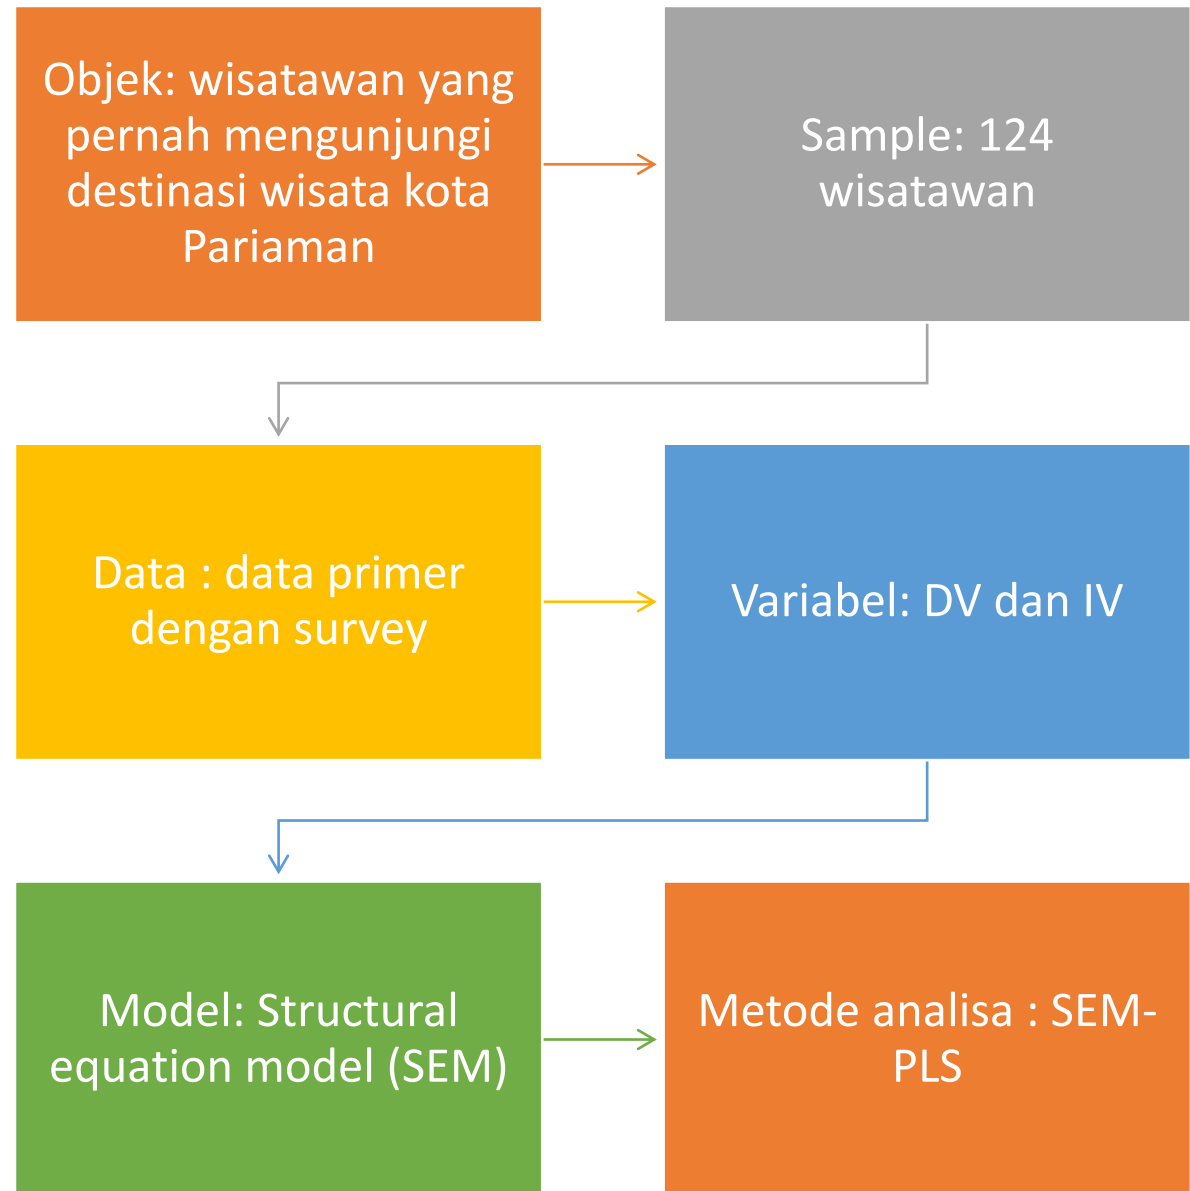 Objek: wisatawan yang
pernah mengunjungi
destinasi wisata kota
Pariaman
Sample: 124
wisatawan
Data : data primer
dengan survey
Variabel: DV dan IV
Model: Structural
equation model (SEM)
Metode analisa : SEM-
PLS